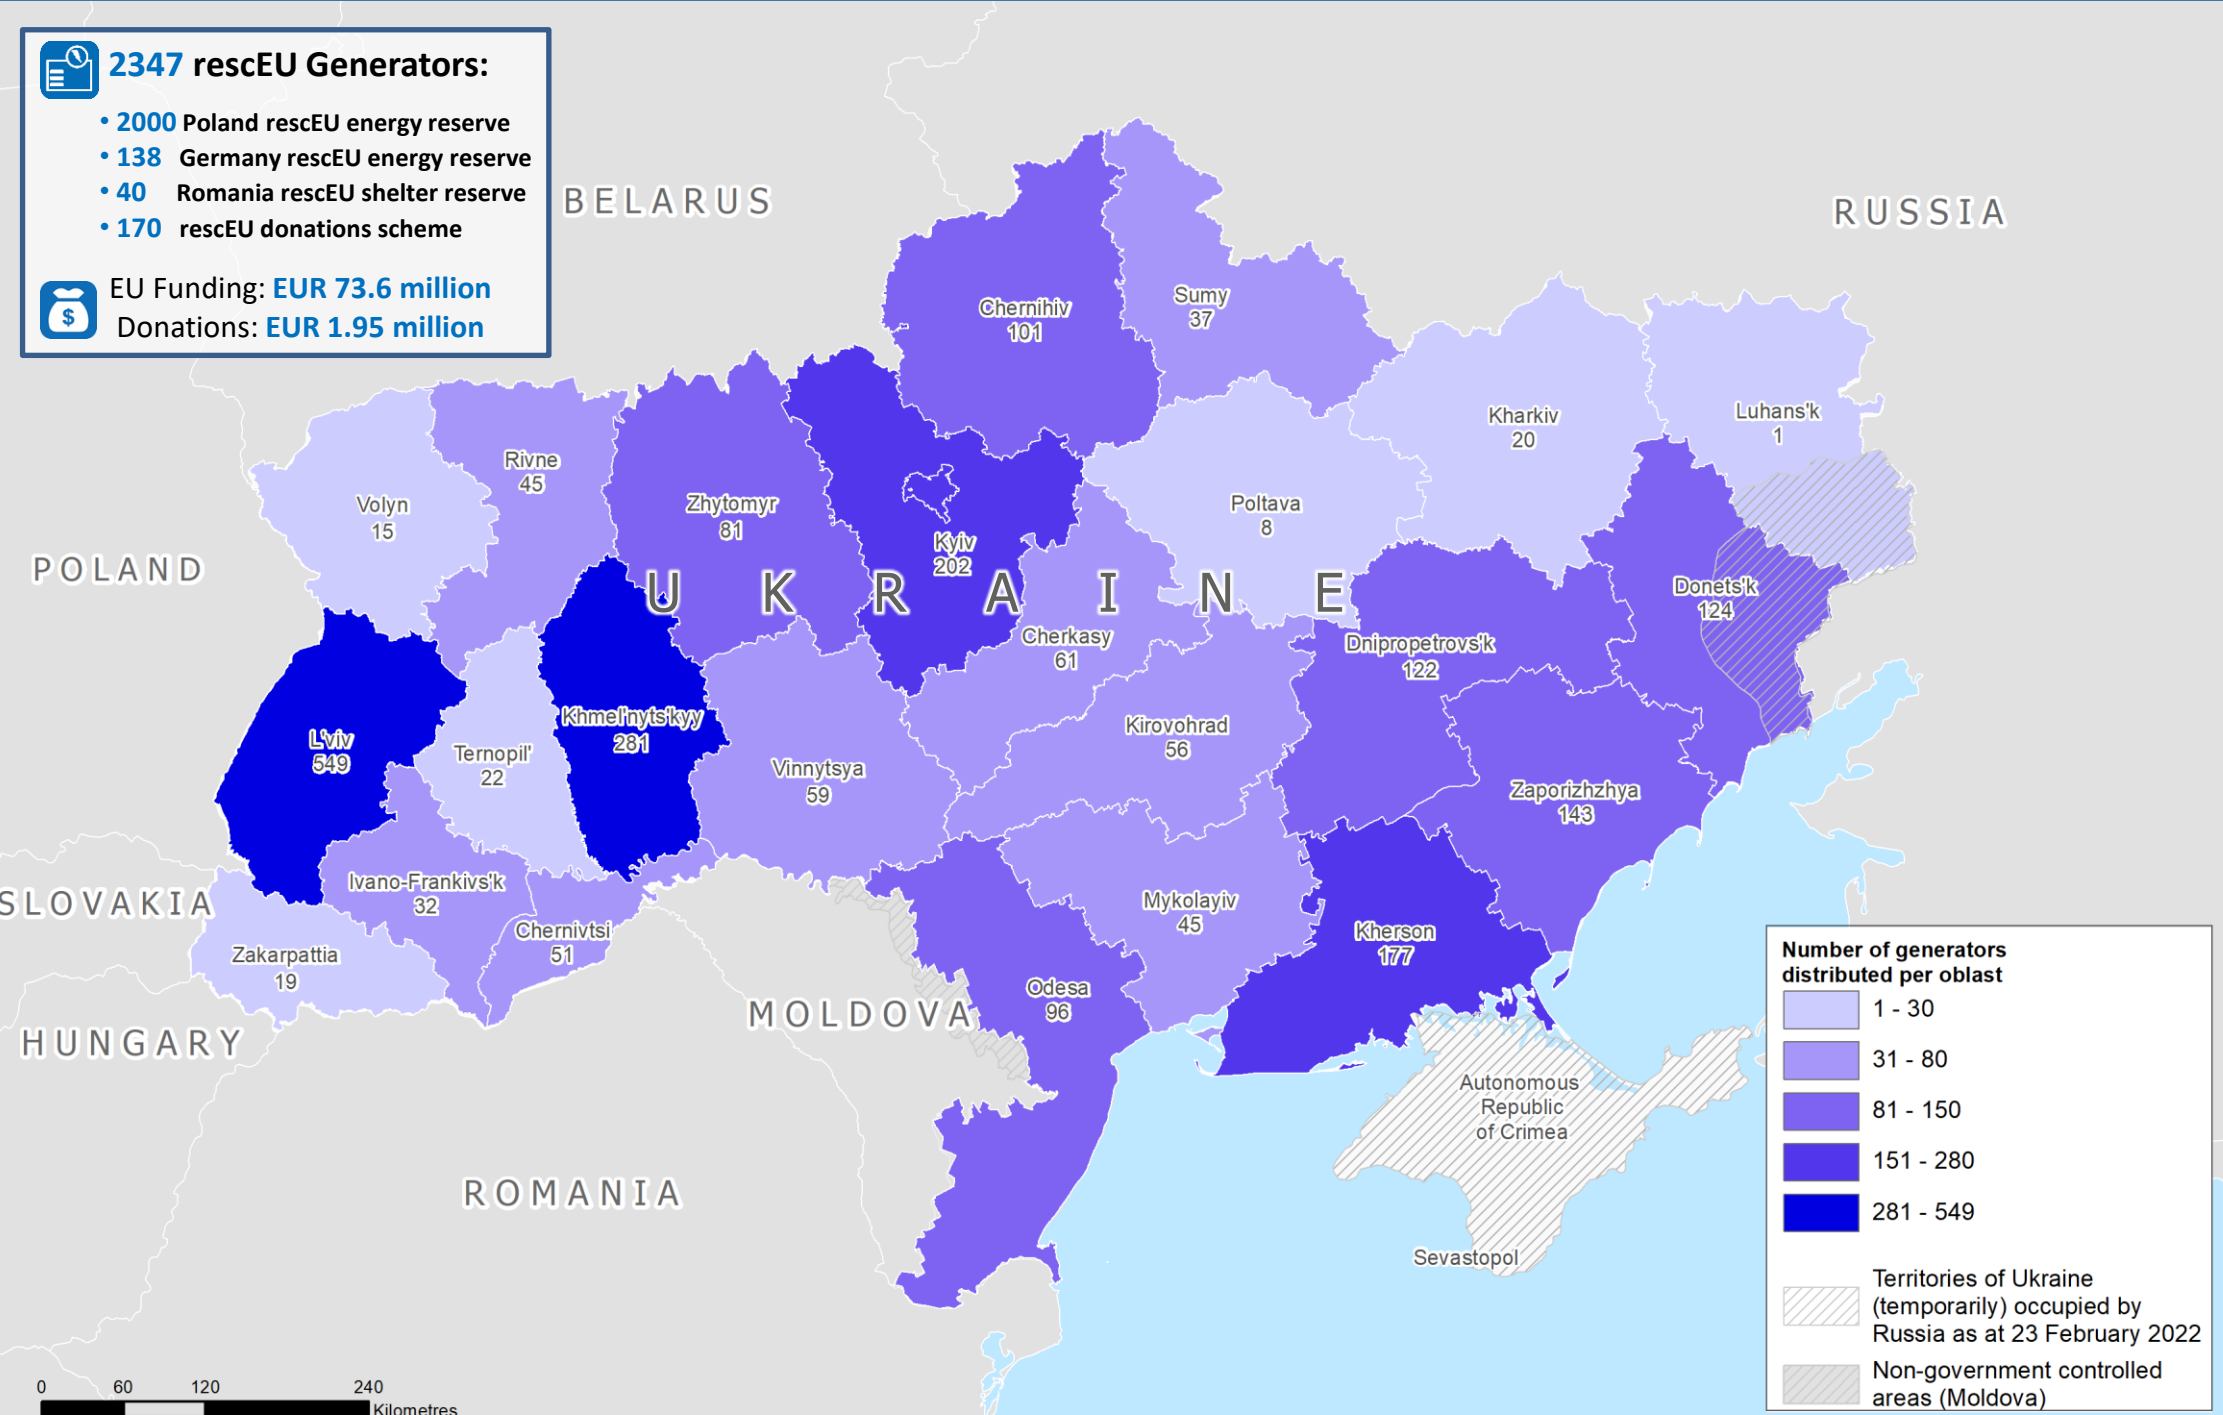 2347 rescEU Generators:
• 2000 Poland rescEU energy reserve
• 138 Germany rescEU energy reserve
• 40 Romania rescEU shelter reserve
• 170 rescEU donations scheme
$
EU Funding: EUR 73.6 million
Donations: EUR 1.95 million
BELARUS
RUSSIA
POLAND
SLOVAKIA
HUNGARY
ROMANIA
MOLDOVA
UKRAINE
Chernihiv
101
Sumy
37
Kharkiv
20
Luhans'k
1
Rivne
45
Volyn
15
Zhytomyr
81
Kyiv
202
Poltava
8
Donets'k
124
Cherkasy
61
Dnipropetrovs'k
122
L'viv
549
Ternopil'
22
Khmel'nyts'kyy
281
Vinnytsya
59
Kirovohrad
56
Zaporizhzhya
143
Ivano-Frankivs'k
32
Chernivtsi
51
Zakarpattia
19
Mykolayiv
45
Kherson
177
Odesa
96
Autonomous
Republic
of Crimea
Sevastopol
Number of generators
distributed per oblast
1 - 30
31 - 80
81 - 150
151 - 280
281 - 549
Territories of Ukraine
(temporarily) occupied by
Russia as at 23 February 2022
Non-government controlled
areas (Moldova)
0 60 120 240
Kilometres